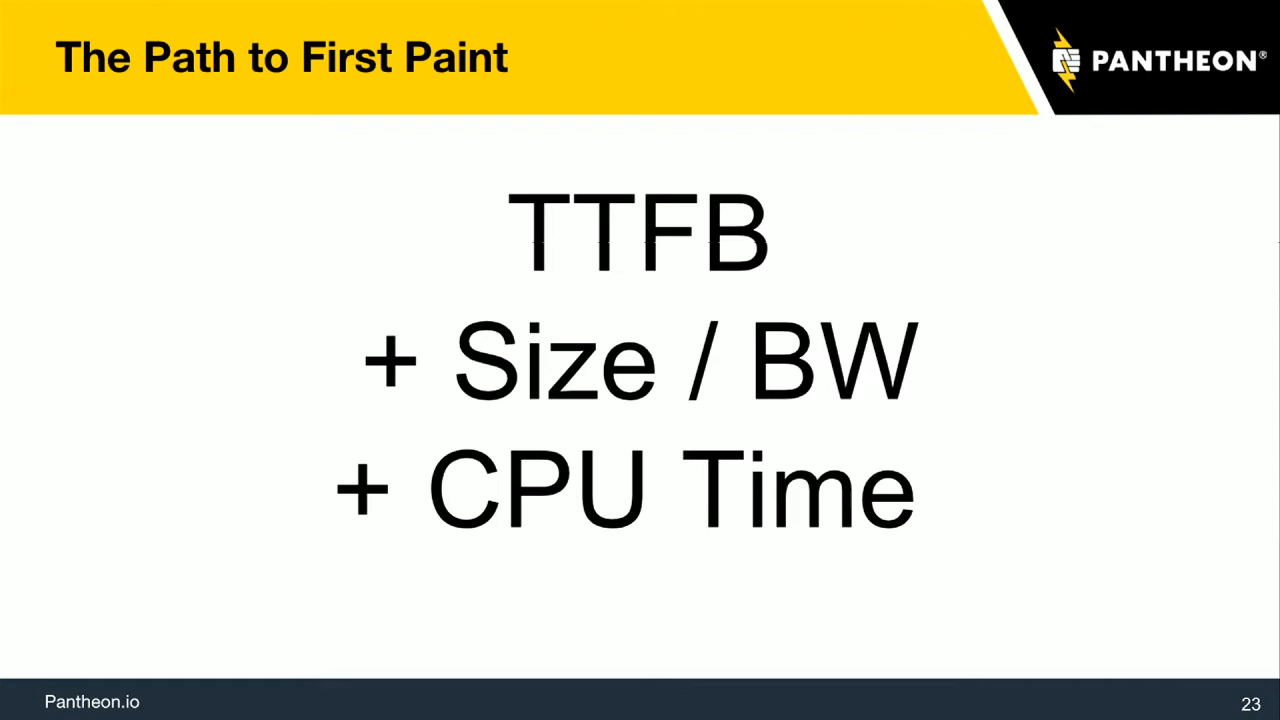 The Path to First Paint
PANTHEON®
TTFB
+ Size / BW
+ CPU Time
Pantheon.io
23